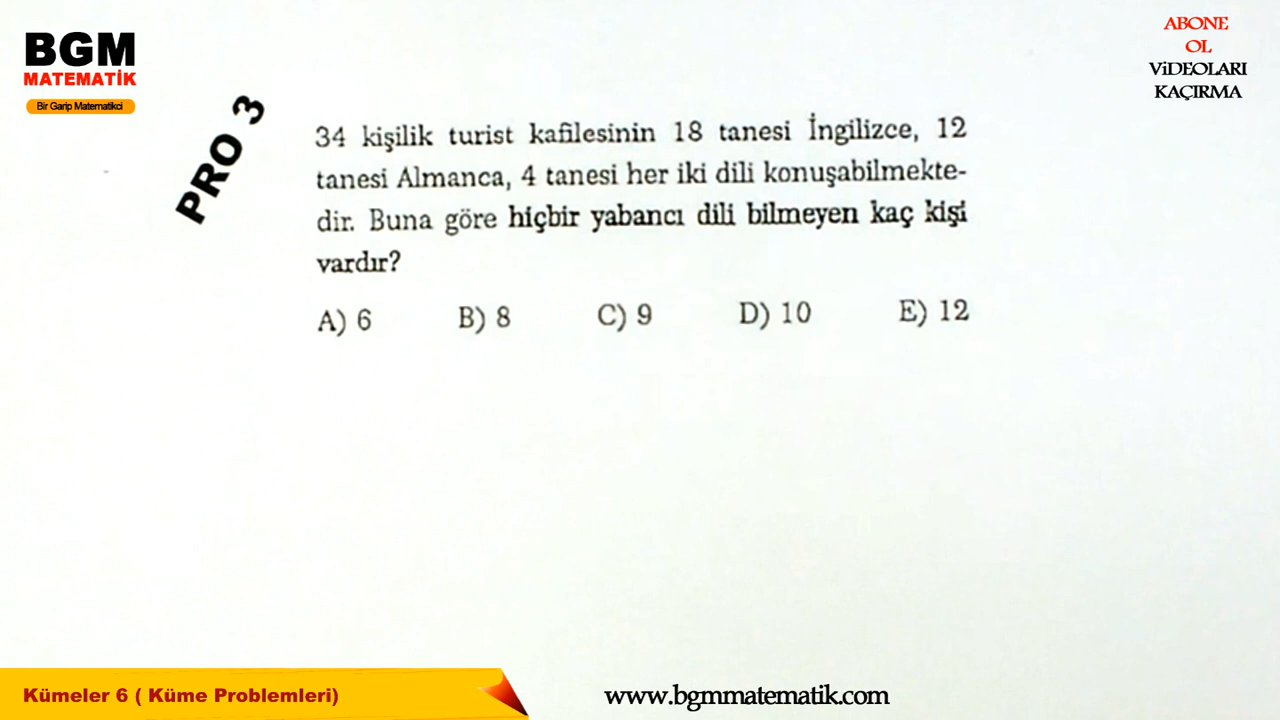 BGM
MATEMATİK
Bir Garip Matematikci
ABONE
OL
ViDEOLARI
KAÇIRMA
PRO 3
34 kişilik turist kafilesinin 18 tanesi İngilizce, 12
tanesi Almanca, 4 tanesi her iki dili konuşabilmekte-
dir. Buna göre hiçbir yabancı dili bilmeyen kaç kişi
vardır?
A) 6 B) 8 C) 9 D) 10 E) 12
Kümeler 6 ( Küme Problemleri)
www.bgmmatematik.com